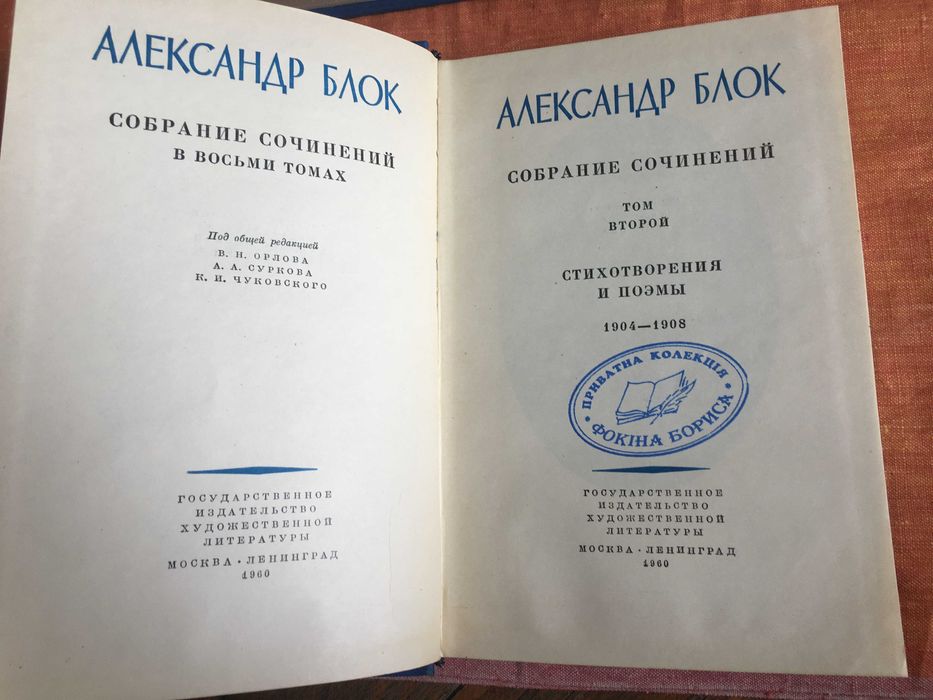 АЛЕКСАНДР БЛОК
СОБРАНИЕ СОЧИНЕНИЙ
В ВОСЬМИ ТОМАХ
Под общей редакцией
В. Н. ОРЛОВА
А. А. СУРКОВА
К. И. ЧУКОВСКОГО
ГОСУДАРСТВЕННОЕ
ИЗДАТЕЛЬСТВО
ХУДОЖЕСТВЕННОЙ
ЛИТЕРАТУРЫ
МОСКВА · ЛЕНИНГРАД
1960
АЛЕКСАНДР БЛОК
СОБРАНИЕ СОЧИНЕНИЙ
ТОМ
ВТОРОЙ
СТИХОТВОРЕНИЯ
И ПОЭМЫ
1904—1908
ПРИВАТНА КОЛЕКЦІЯ
ФОКІНА БОРИСА
ГОСУДАРСТВЕННОЕ
ИЗДАТЕЛЬСТВО
ХУДОЖЕСТВЕННОЙ
ЛИТЕРАТУРЫ
МОСКВА · ЛЕНИНГРАД
1960